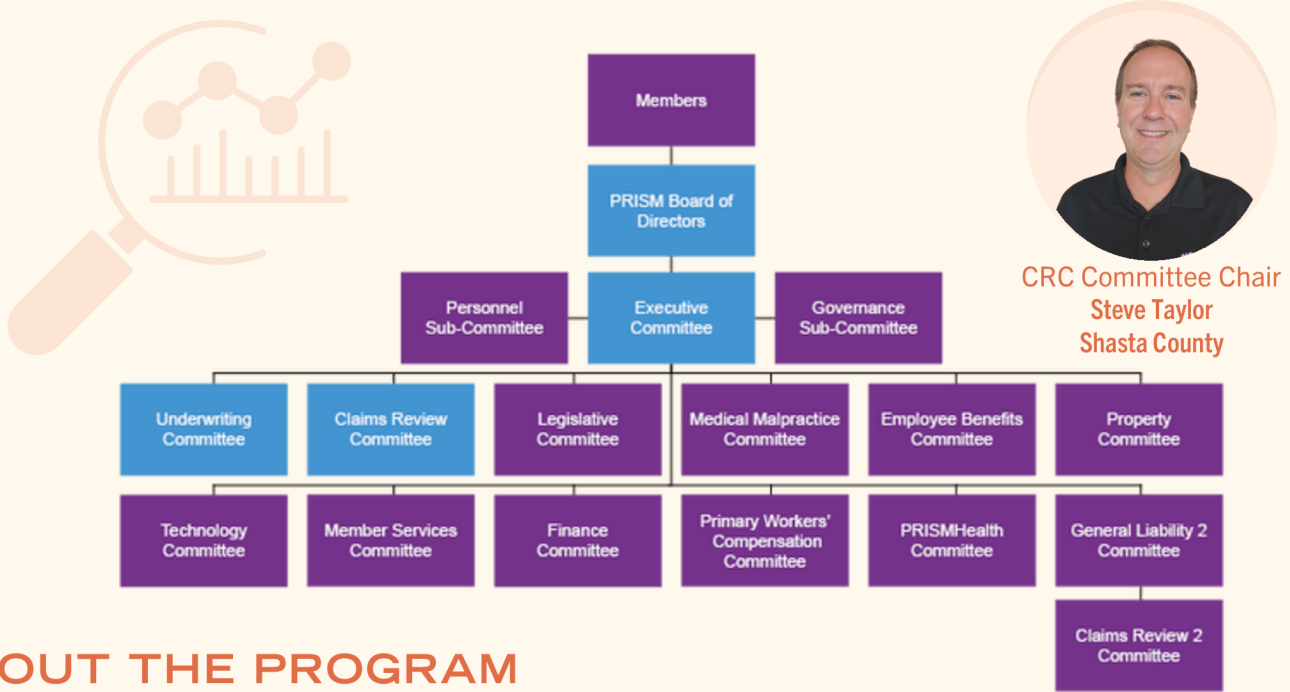 Members
PRISM Board of
Directors
Personnel
Sub-Committee
Executive
Committee
Governance
Sub-Committee
CRC Committee Chair
Steve Taylor
Shasta County
Underwriting
Committee
Claims Review
Committee
Legislative
Committee
Medical Malpractice
Committee
Employee Benefits
Committee
Property
Committee
Technology
Committee
Member Services
Committee
Finance
Committee
Primary Workers'
Compensation
Committee
PRISMHealth
Committee
General Liability 2
Committee
Claims Review 2
Committee
OUT THE PROGRAM